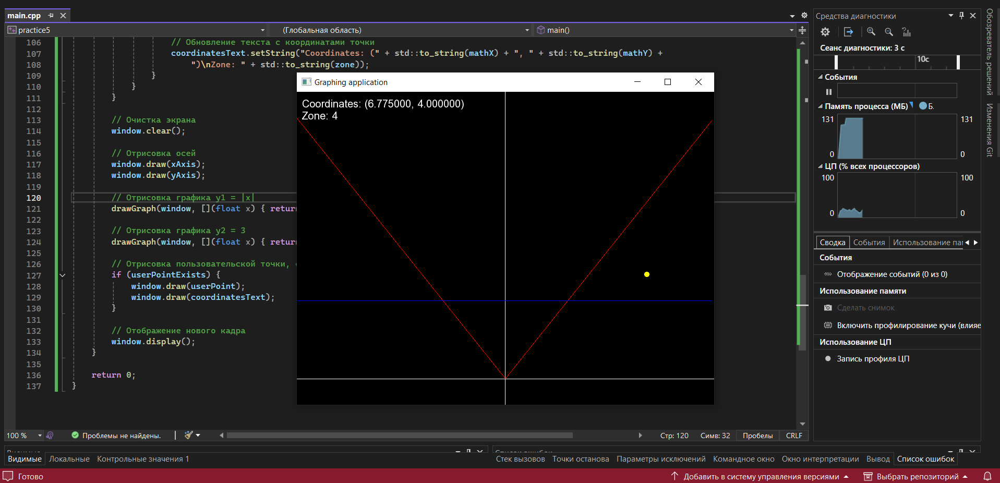 main.cpp
practice5
(Глобальная область)
main()
106 // Обновление текста с координатами точки
107 coordinatesText.setString("Coordinates: (" + std::to_string(mathX) + ", " + std::to_string(mathY) +
108 ")\nZone: " + std::to_string(zone));
109 }
110 }
111 }
112
113 // Очистка экрана
114 window.clear();
115
116 // Отрисовка осей
117 window.draw(xAxis);
118 window.draw(yAxis);
119
120 // Отрисовка графика y1 = |x|
121 drawGraph(window, [](float x) { return
122
123 // Отрисовка графика y2 = 3
124 drawGraph(window, [](float x) { return
125
126 // Отрисовка пользовательской точки,
127 if (userPointExists) {
128 window.draw(userPoint);
129 window.draw(coordinatesText);
130 }
131
132 // Отображение нового кадра
133 window.display();
134 }
135
136 return 0;
137 }
Graphing application
Coordinates: (6.775000, 4.000000)
Zone: 4
100 %
Проблемы не найдены.
Стр: 120
Симв: 32
Пробелы
CRLF
Средства диагностики
Сеанс диагностики: 3 с
10с
События
Память процесса (МБ)
Б.
131
131
0
0
ЦП (% всех процессоров)
100
100
0
0
Сводка
События
Использование пам
События
Отображение событий (0 из 0)
Использование памяти
Сделать снимок
Включить профилирование кучи (влияе
Использование ЦП
Запись профиля ЦП
Обозреватель решений
Изменения Git
Видимые
Список ошибок
Видимые
Локальные
Контрольные значения 1
Стек вызовов
Точки останова
Параметры исключений
Командное окно
Окно интерпретации
Вывод
Список ошибок
Готово
Добавить в систему управления версиями
Выбрать репозиторий